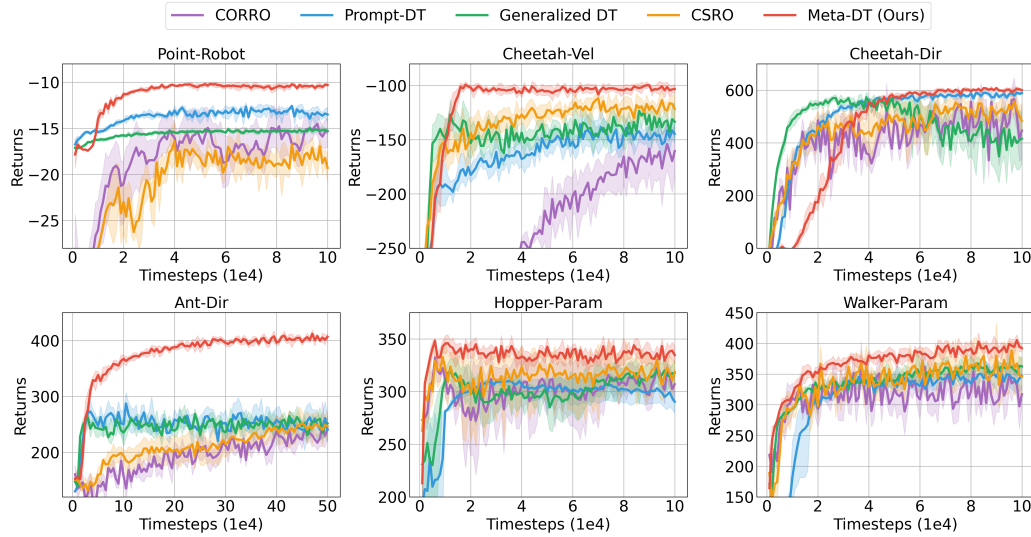 CORRO Prompt-DT Generalized DT CSRO Meta-DT (Ours)
Point-Robot
Returns
−10
−15
−20
−25
0 2 4 6 8 10
Timesteps (1e4)
Cheetah-Vel
Returns
−100
−150
−200
−250
0 2 4 6 8 10
Timesteps (1e4)
Cheetah-Dir
Returns
600
400
200
0
0 2 4 6 8 10
Timesteps (1e4)
Ant-Dir
Returns
400
300
200
0 10 20 30 40 50
Timesteps (1e4)
Hopper-Param
Returns
350
300
250
200
0 2 4 6 8 10
Timesteps (1e4)
Walker-Param
Returns
450
400
350
300
250
200
150
0 2 4 6 8 10
Timesteps (1e4)